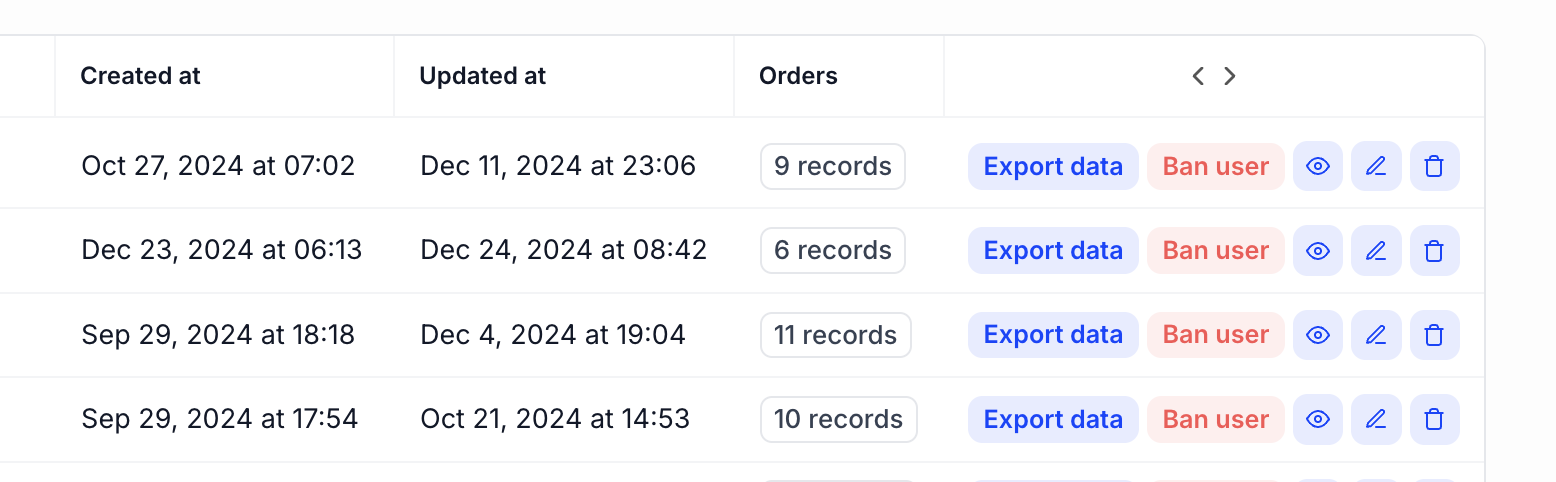 Created at Updated at Orders
Oct 27, 2024 at 07:02 Dec 11, 2024 at 23:06 9 records Export data Ban user
Dec 23, 2024 at 06:13 Dec 24, 2024 at 08:42 6 records Export data Ban user
Sep 29, 2024 at 18:18 Dec 4, 2024 at 19:04 11 records Export data Ban user
Sep 29, 2024 at 17:54 Oct 21, 2024 at 14:53 10 records Export data Ban user